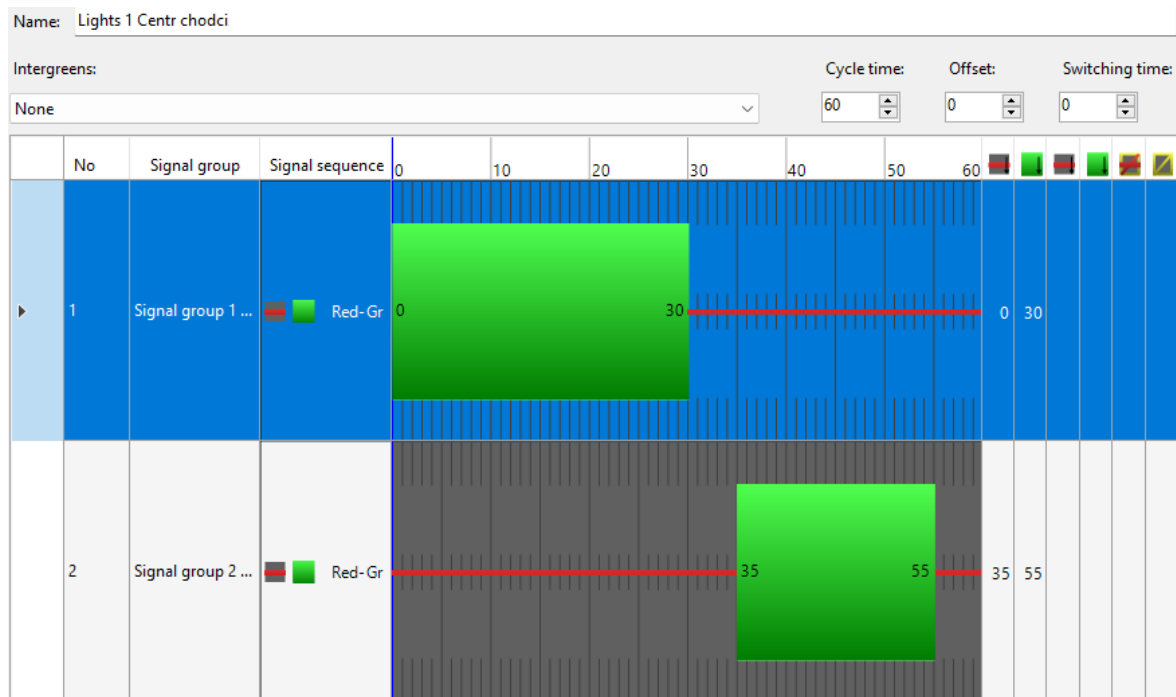 Name: Lights 1 Centr chodci
Intergreens: Cycle time: Offset: Switching time:
None 60 0 0
No Signal group Signal sequence 0 10 20 30 40 50 60
1 Signal group 1 ... Red-Gr 0 30 0 30
2 Signal group 2 ... Red-Gr 35 55 35 55